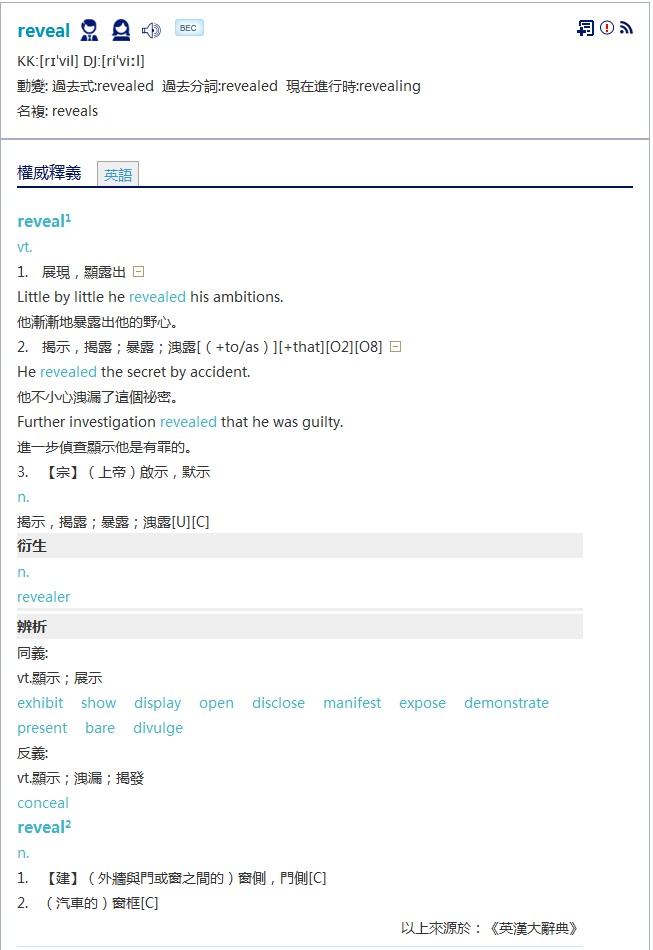 reveal BEC
KK:[rɪˈvil] DJ:[riˈviːl]
動變: 過去式:revealed 過去分詞:revealed 現在進行時:revealing
名複: reveals
權威釋義 英語
reveal¹
vt.
1. 展現，顯露出
Little by little he revealed his ambitions.
他漸漸地暴露出他的野心。
2. 揭示，揭露；暴露；洩露[（+to/as）][+that][O2][O8]
He revealed the secret by accident.
他不小心洩漏了這個祕密。
Further investigation revealed that he was guilty.
進一步偵查顯示他是有罪的。
3. 【宗】（上帝）啟示，默示
n.
揭示，揭露；暴露；洩露[U][C]
衍生
n.
revealer
辨析
同義:
vt.顯示；展示
exhibit show display open disclose manifest expose demonstrate
present bare divulge
反義:
vt.顯示；洩漏；揭發
conceal
reveal²
n.
1. 【建】（外牆與門或窗之間的）窗側，門側[C]
2. （汽車的）窗框[C]
以上來源於：《英漢大辭典》